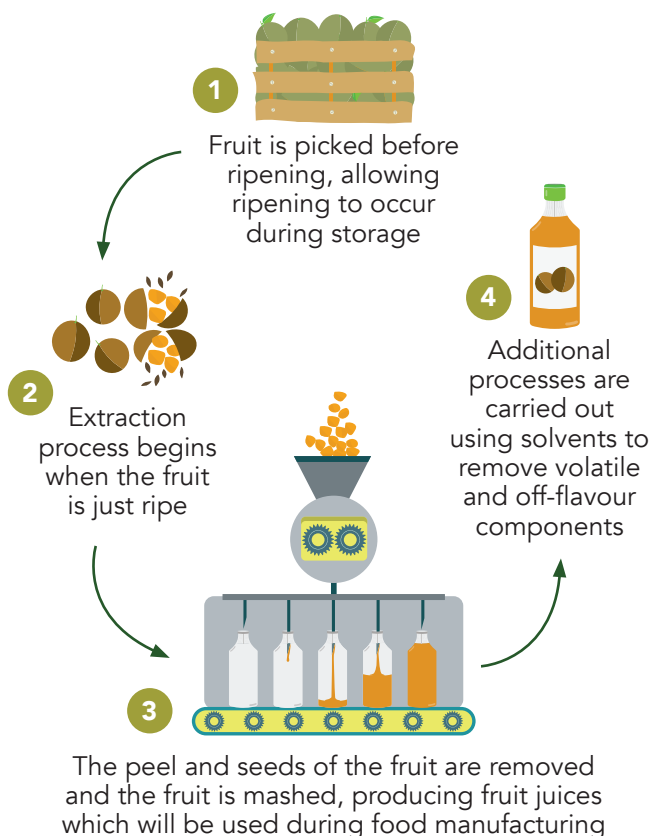 1
Fruit is picked before
ripening, allowing
ripening to occur
during storage
2
Extraction
process begins
when the fruit
is just ripe
3
The peel and seeds of the fruit are removed
and the fruit is mashed, producing fruit juices
which will be used during food manufacturing
4
Additional
processes are
carried out
using solvents to
remove volatile
and off-flavour
components